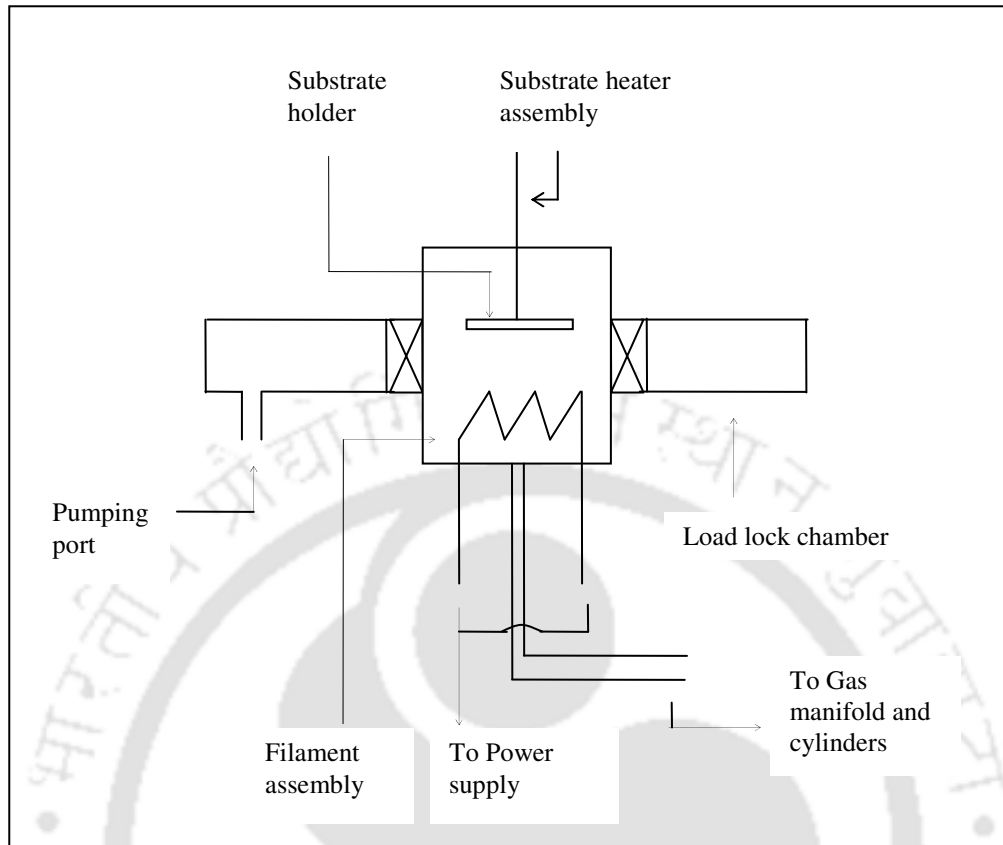 Substrate
holder
Substrate heater
assembly
Pumping
port
Load lock chamber
To Gas
manifold and
cylinders
Filament
assembly
To Power
supply